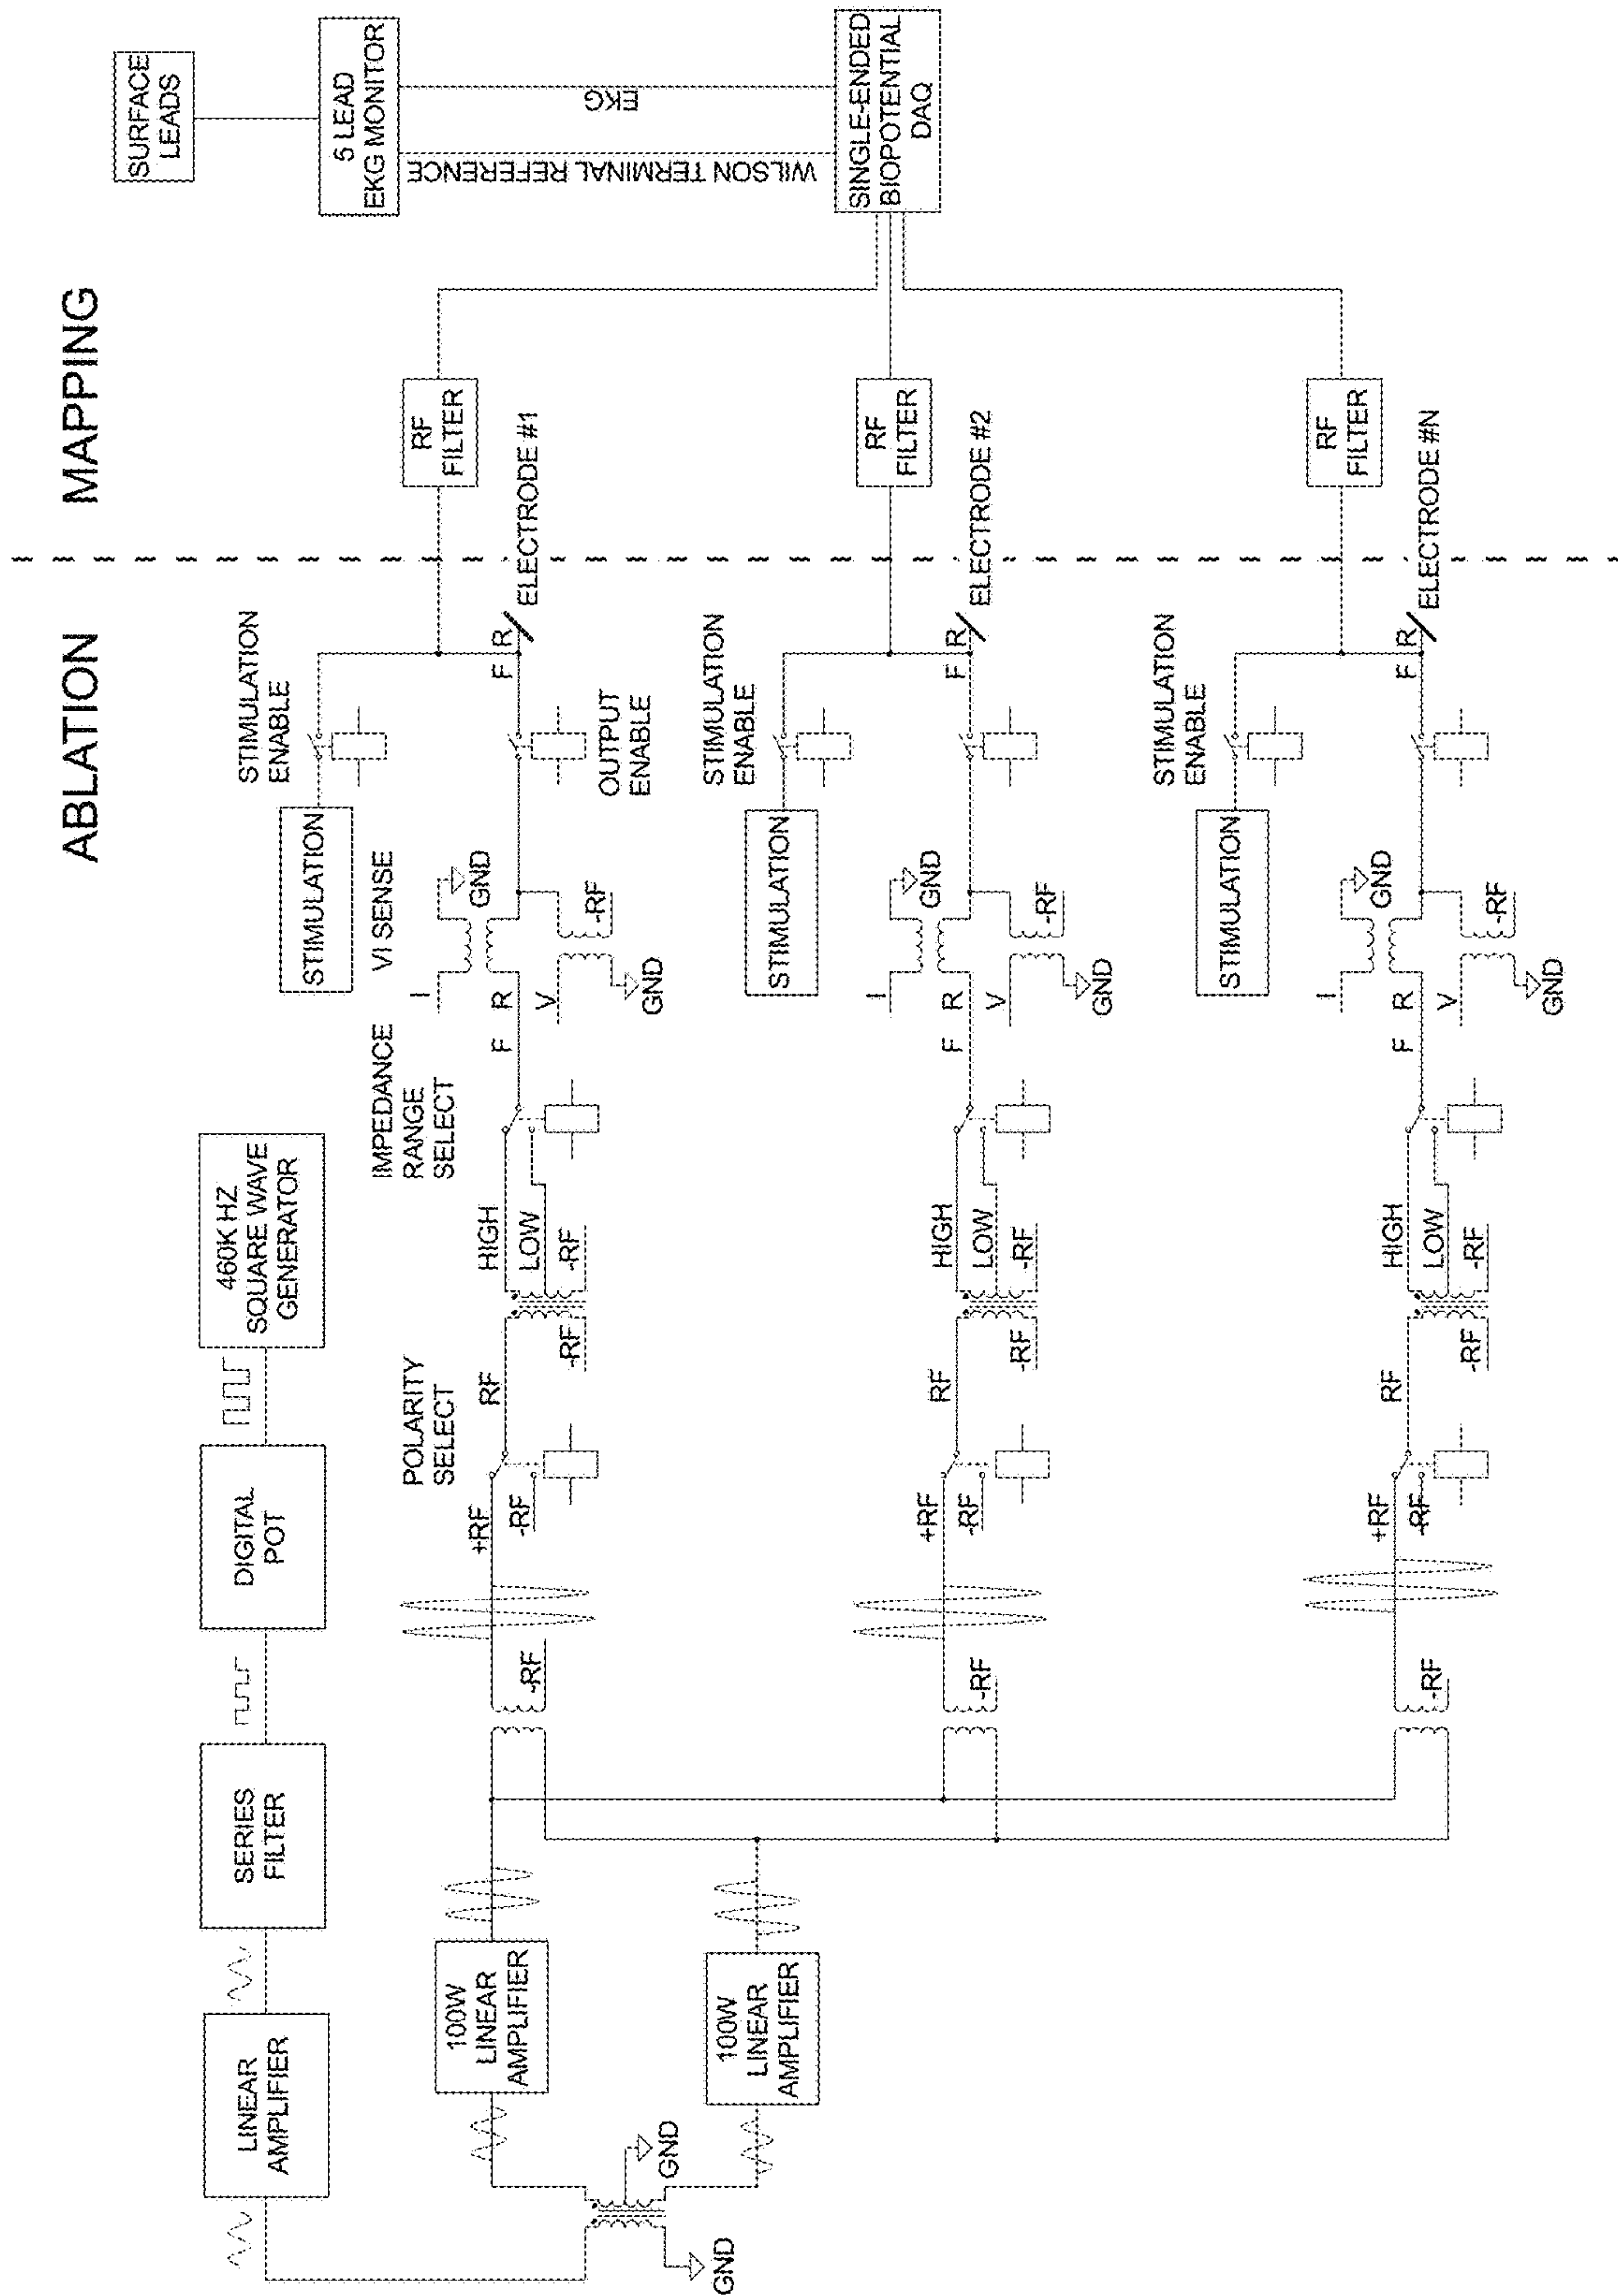 ABLATION
MAPPING
460K HZ
SQUARE WAVE
GENERATOR
DIGITAL
POT
SERIES
FILTER
LINEAR
AMPLIFIER
GND
GND
100W
LINEAR
AMPLIFIER
100W
LINEAR
AMPLIFIER
-RF
+RF
-RF
POLARITY
SELECT
RF
-RF
HIGH
LOW
-RF
IMPEDANCE
RANGE
SELECT
F
R
I
V
VI SENSE
GND
-RF
GND
STIMULATION
STIMULATION
ENABLE
OUTPUT
ENABLE
F
R
ELECTRODE #1
RF
FILTER
-RF
+RF
-RF
RF
-RF
HIGH
LOW
-RF
F
R
I
V
GND
-RF
GND
STIMULATION
STIMULATION
ENABLE
F
R
ELECTRODE #2
RF
FILTER
-RF
+RF
-RF
RF
-RF
HIGH
LOW
-RF
F
R
I
V
GND
-RF
GND
STIMULATION
STIMULATION
ENABLE
F
R
ELECTRODE #N
RF
FILTER
SURFACE
LEADS
5 LEAD
EKG MONITOR
WILSON TERMINAL REFERENCE
EKG
SINGLE-ENDED
BIOPOTENTIAL
DAQ